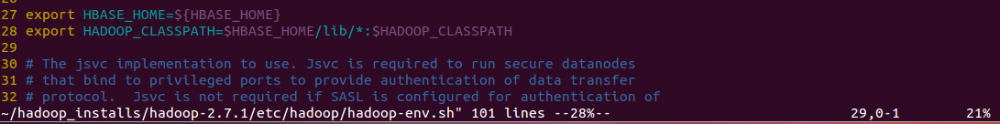 27 export HBASE_HOME=${HBASE_HOME}
28 export HADOOP_CLASSPATH=$HBASE_HOME/lib/*:$HADOOP_CLASSPATH
29
30 # The jsvc implementation to use. Jsvc is required to run secure datanodes
31 # that bind to privileged ports to provide authentication of data transfer
32 # protocol.  Jsvc is not required if SASL is configured for authentication of
~/hadoop_installs/hadoop-2.7.1/etc/hadoop/hadoop-env.sh" 101 lines --28%-- 29,0-1 21%